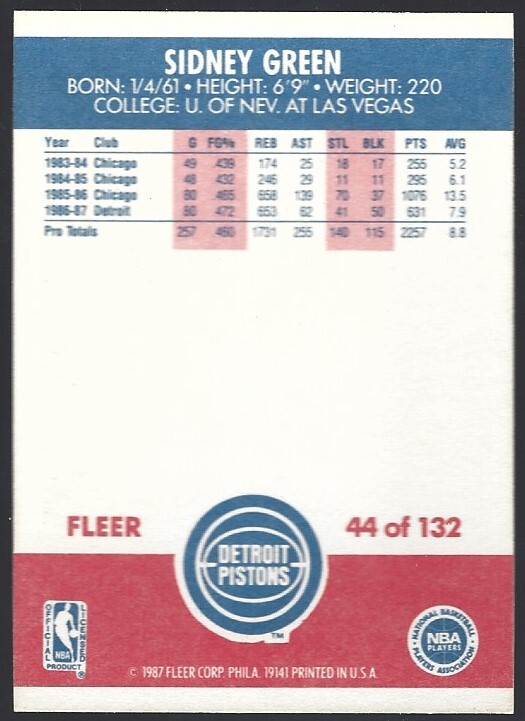 SIDNEY GREEN
BORN: 1/4/61 • HEIGHT: 6'9" • WEIGHT: 220
COLLEGE: U. OF NEV. AT LAS VEGAS
Year Club G FG% REB AST STL BLK PTS AVG
1983-84 Chicago 49 .439 174 25 18 17 255 5.2
1984-85 Chicago 48 .432 246 29 11 11 295 6.1
1985-86 Chicago 80 .465 658 139 70 37 1076 13.5
1986-87 Detroit 80 .472 653 62 41 50 631 7.9
Pro Totals 257 .460 1731 255 140 115 2257 8.8
FLEER
44 of 132
DETROIT
PISTONS
TM
OFFICIAL LICENSED
NBA
PRODUCT ®
NATIONAL BASKETBALL
NBA
PLAYERS
PLAYERS ASSOCIATION
© 1987 FLEER CORP. PHILA. 19141 PRINTED IN U.S.A.